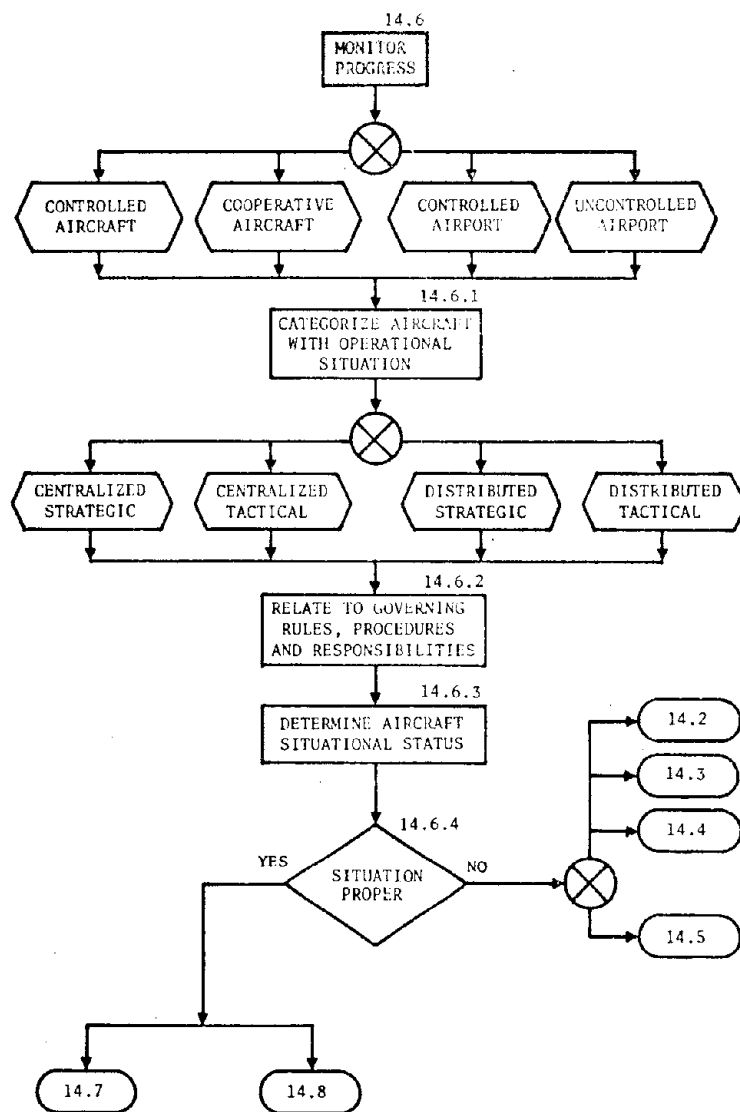 14.6
MONITOR
PROGRESS
CONTROLLED
AIRCRAFT
COOPERATIVE
AIRCRAFT
CONTROLLED
AIRPORT
UNCONTROLLED
AIRPORT
14.6.1
CATEGORIZE AIRCRAFT
WITH OPERATIONAL
SITUATION
CENTRALIZED
STRATEGIC
CENTRALIZED
TACTICAL
DISTRIBUTED
STRATEGIC
DISTRIBUTED
TACTICAL
14.6.2
RELATE TO GOVERNING
RULES, PROCEDURES
AND RESPONSIBILITIES
14.6.3
DETERMINE AIRCRAFT
SITUATIONAL STATUS
14.2
14.3
14.4
14.6.4
YES
SITUATION
PROPER
NO
14.5
14.7
14.8